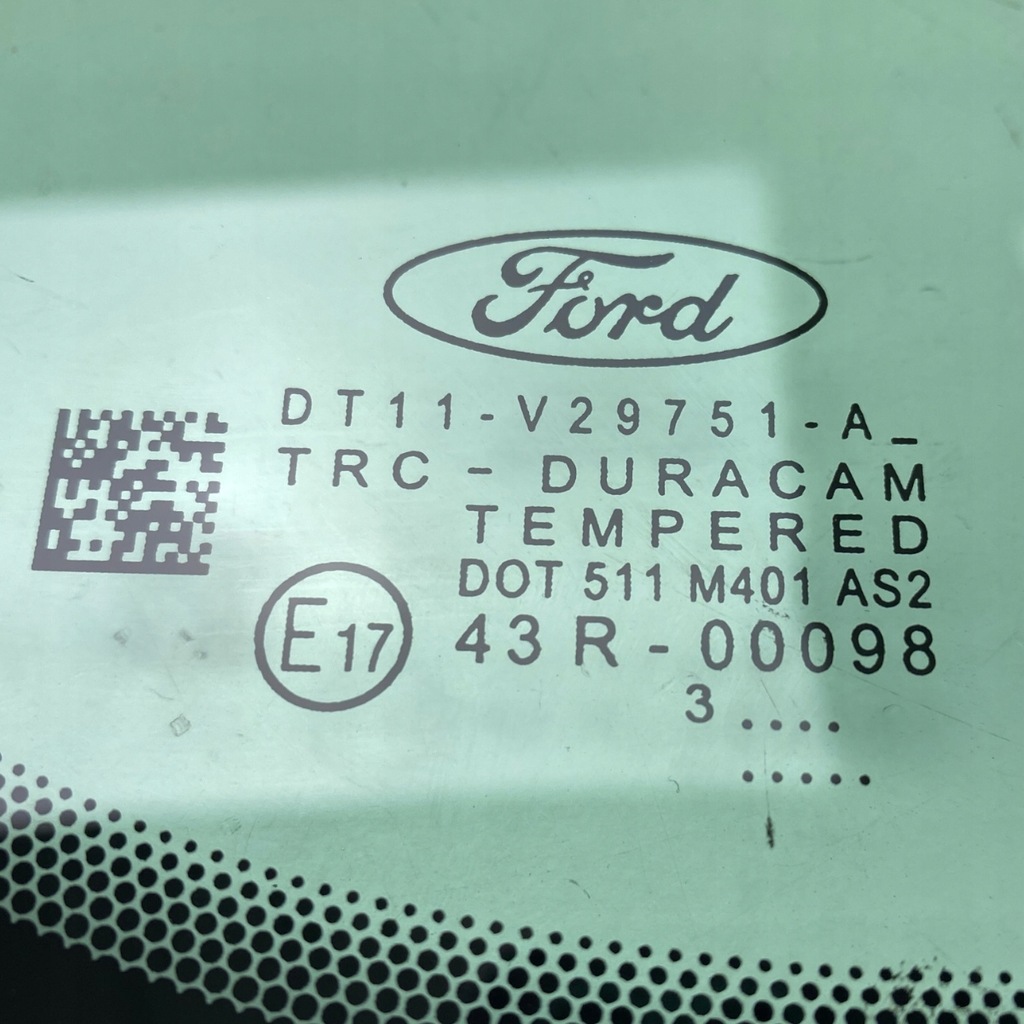 Ford
DT11-V29751-A_
TRC - DURACAM
TEMPERED
DOT 511 M401 AS2
E17 43R-00098
3 ....
.....